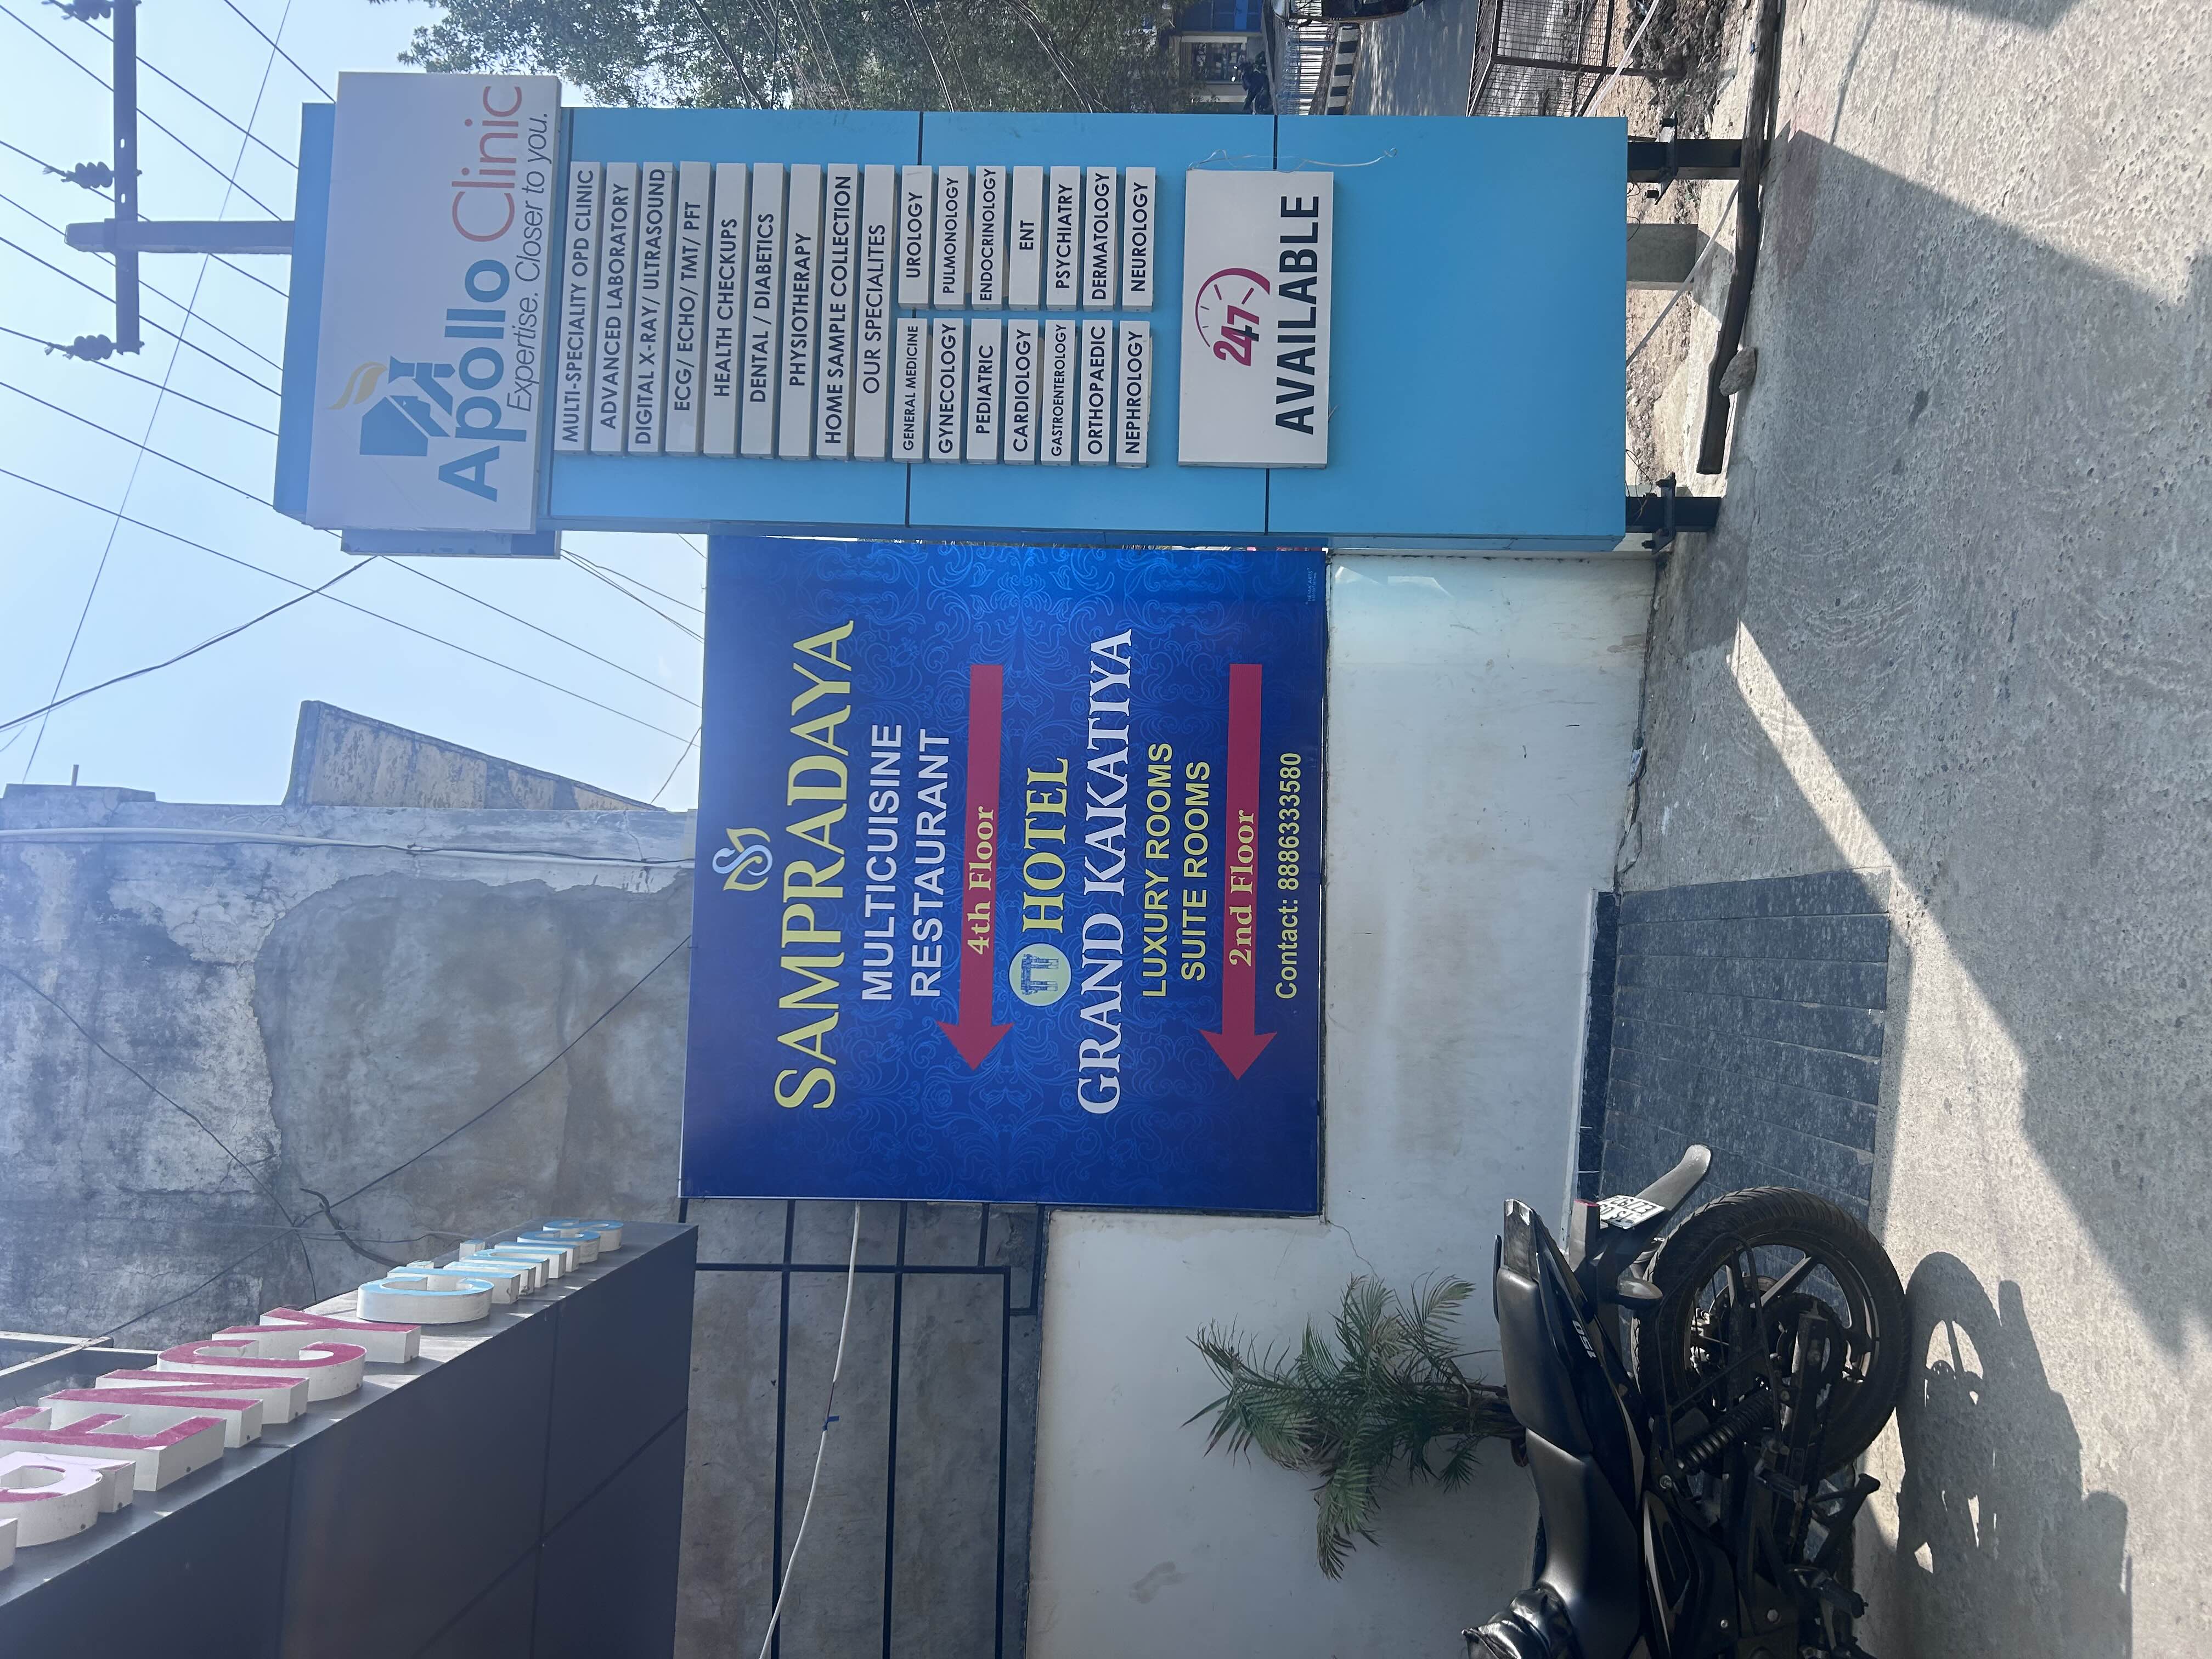 Apollo Clinic
Expertise. Closer to you.
MULTI-SPECIALITY OPD CLINIC
ADVANCED LABORATORY
DIGITAL X-RAY/ ULTRASOUND
ECG/ ECHO/ TMT/ PFT
HEALTH CHECKUPS
DENTAL / DIABETICS
PHYSIOTHERAPY
HOME SAMPLE COLLECTION
OUR SPECIALITES
GENERAL MEDICINE UROLOGY
GYNECOLOGY PULMONOLOGY
PEDIATRIC ENDOCRINOLOGY
CARDIOLOGY ENT
GASTROENTEROLOGY PSYCHIATRY
ORTHOPAEDIC DERMATOLOGY
NEPHROLOGY NEUROLOGY
247
AVAILABLE
SAMPRADAYA
MULTICUISINE
RESTAURANT
4th Floor
HOTEL
GRAND KAKATIYA
LUXURY ROOMS
SUITE ROOMS
2nd Floor
Contact: 8886333580